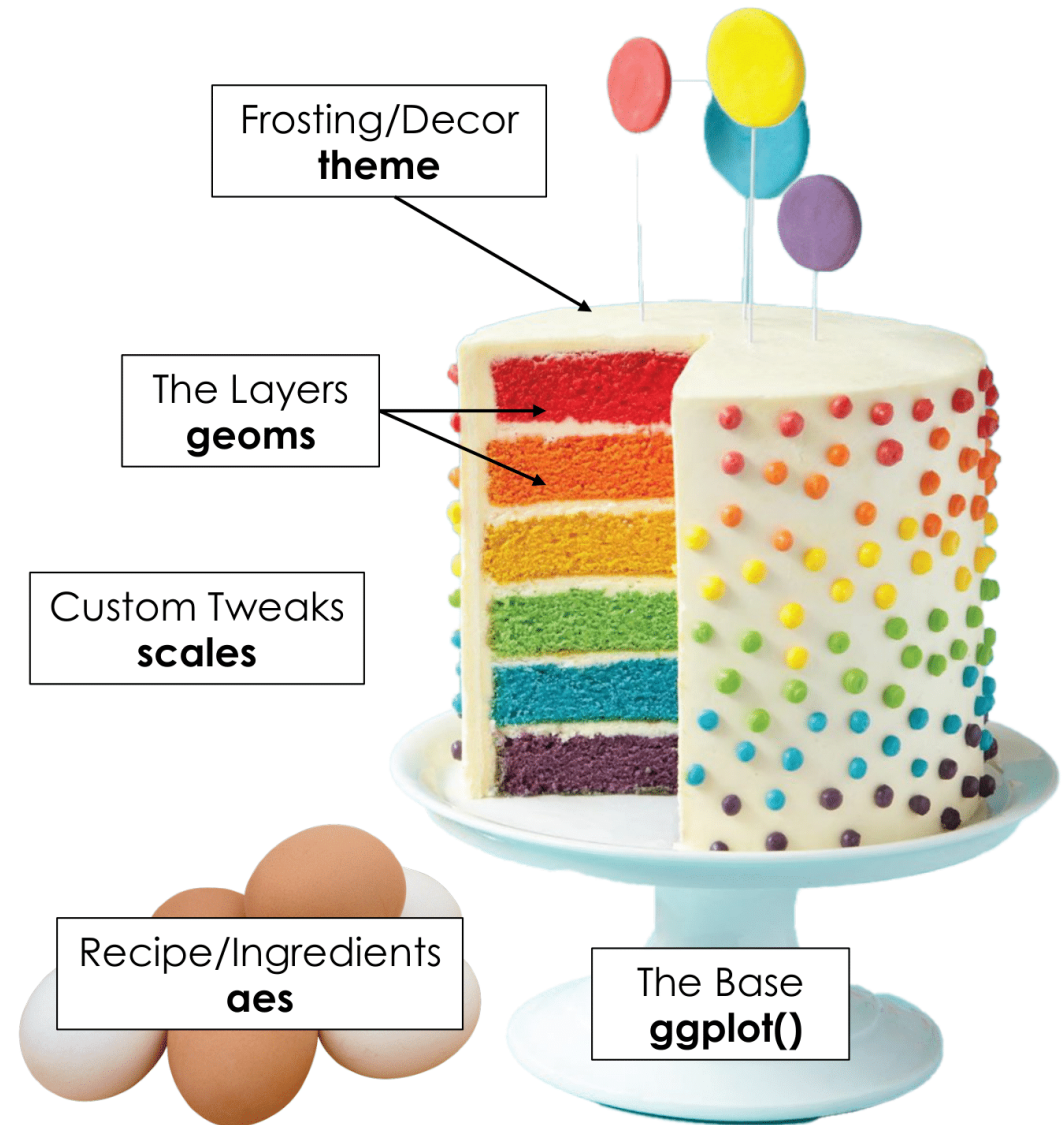 Frosting/Decor
theme
The Layers
geoms
Custom Tweaks
scales
Recipe/Ingredients
aes
The Base
ggplot()